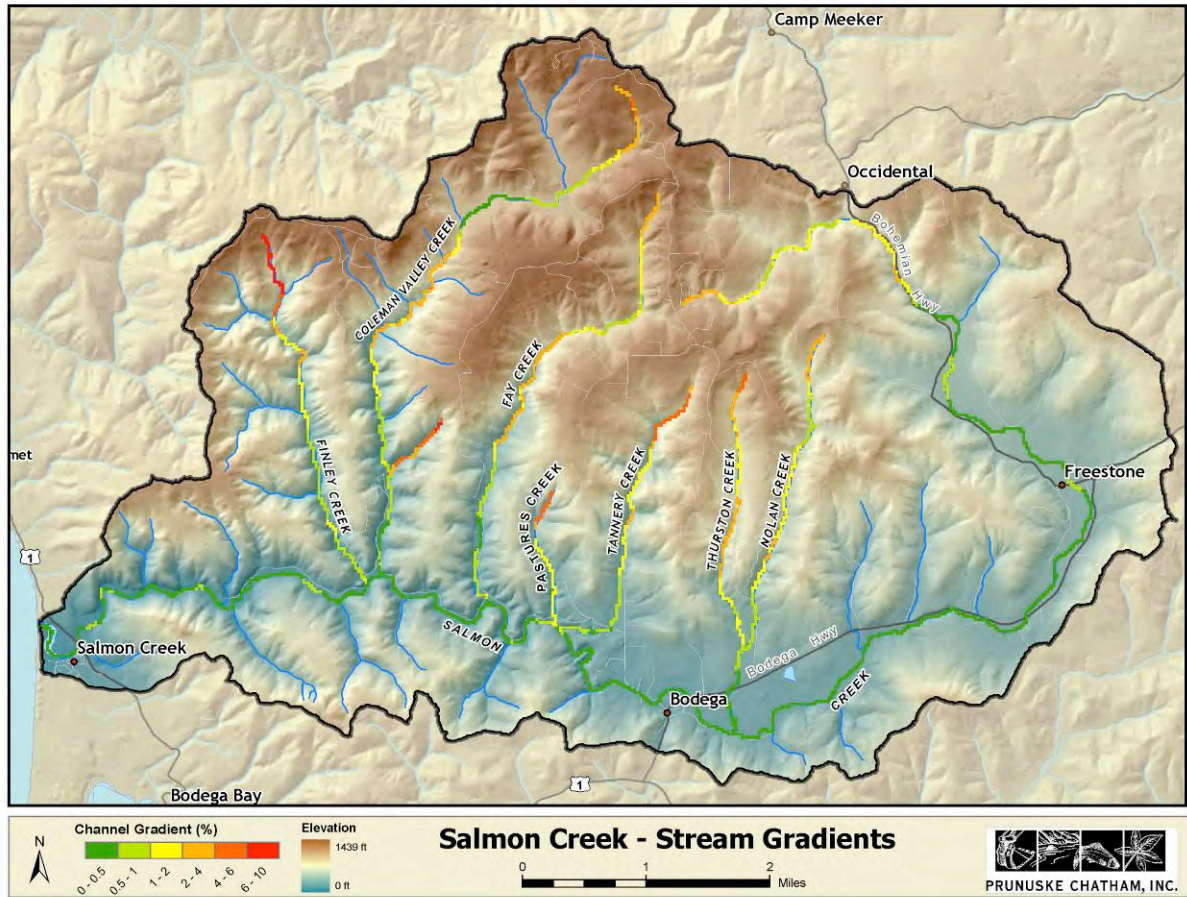 Camp Meeker
Occidental
Bohemian Hwy
COLEMAN VALLEY CREEK
FAY CREEK
FINLEY CREEK
PASTURES CREEK
TANNERY CREEK
THURSTON CREEK
NOLAN CREEK
Freestone
met
1
SALMON
Salmon Creek
Bodega Hwy
Bodega
CREEK
1
Bodega Bay
N
Channel Gradient (%)
0 - 0.5
0.5 - 1
1 - 2
2 - 4
4 - 6
6 - 10
Elevation
1439 ft
0 ft
Salmon Creek - Stream Gradients
0 1 2
Miles
PRUNUSKE CHATHAM, INC.